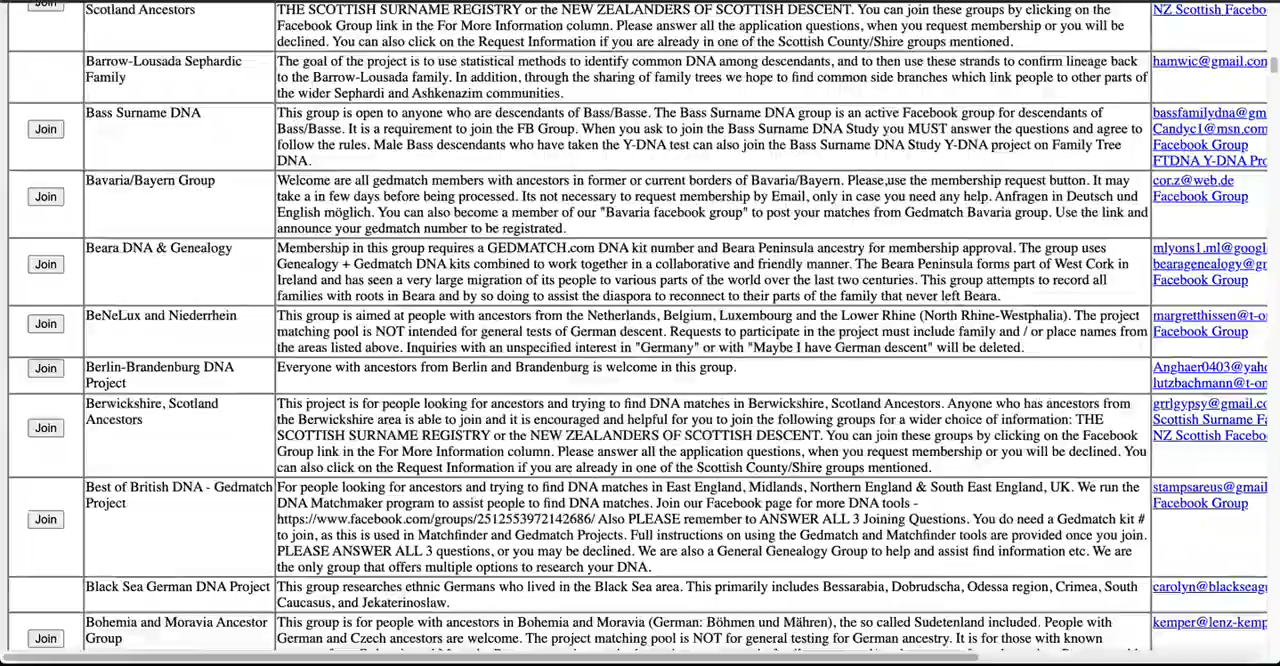 Join
Scotland Ancestors
THE SCOTTISH SURNAME REGISTRY or the NEW ZEALANDERS OF SCOTTISH DESCENT. You can join these groups by clicking on the
Facebook Group link in the For More Information column. Please answer all the application questions, when you request membership or you will be
declined. You can also click on the Request Information if you are already in one of the Scottish County/Shire groups mentioned.
NZ Scottish Facebo
Barrow-Lousada Sephardic
Family
The goal of the project is to use statistical methods to identify common DNA among descendants, and to then use these strands to confirm lineage back
to the Barrow-Lousada family. In addition, through the sharing of family trees we hope to find common side branches which link people to other parts of
the wider Sephardi and Ashkenazim communities.
hamwic@gmail.con
Join
Bass Surname DNA
This group is open to anyone who are descendants of Bass/Basse. The Bass Surname DNA group is an active Facebook group for descendants of
Bass/Basse. It is a requirement to join the FB Group. When you ask to join the Bass Surname DNA Study you MUST answer the questions and agree to
follow the rules. Male Bass descendants who have taken the Y-DNA test can also join the Bass Surname DNA Study Y-DNA project on Family Tree
DNA.
bassfamilydna@gm
Candyc1@msn.com
Facebook Group
FTDNA Y-DNA Pro
Join
Bavaria/Bayern Group
Welcome are all gedmatch members with ancestors in former or current borders of Bavaria/Bayern. Please,use the membership request button. It may
take a in few days before being processed. Its not necessary to request membership by Email, only in case you need any help. Anfragen in Deutsch und
English möglich. You can also become a member of our "Bavaria facebook group" to post your matches from Gedmatch Bavaria group. Use the link and
announce your gedmatch number to be registrated.
cor.z@web.de
Facebook Group
Join
Beara DNA & Genealogy
Membership in this group requires a GEDMATCH.com DNA kit number and Beara Peninsula ancestry for membership approval. The group uses
Genealogy + Gedmatch DNA kits combined to work together in a collaborative and friendly manner. The Beara Peninsula forms part of West Cork in
Ireland and has seen a very large migration of its people to various parts of the world over the last two centuries. This group attempts to record all
families with roots in Beara and by so doing to assist the diaspora to reconnect to their parts of the family that never left Beara.
mlyons1.ml@googl
bearagenealogy@gr
Facebook Group
Join
BeNeLux and Niederrhein
This group is aimed at people with ancestors from the Netherlands, Belgium, Luxembourg and the Lower Rhine (North Rhine-Westphalia). The project
matching pool is NOT intended for general tests of German descent. Requests to participate in the project must include family and / or place names from
the areas listed above. Inquiries with an unspecified interest in "Germany" or with "Maybe I have German descent" will be deleted.
margretthissen@t-o
Facebook Group
Join
Berlin-Brandenburg DNA
Project
Everyone with ancestors from Berlin and Brandenburg is welcome in this group.
Anghaer0403@yaho
lutzbachmann@t-on
Join
Berwickshire, Scotland
Ancestors
This project is for people looking for ancestors and trying to find DNA matches in Berwickshire, Scotland Ancestors. Anyone who has ancestors from
the Berwickshire area is able to join and it is encouraged and helpful for you to join the following groups for a wider choice of information: THE
SCOTTISH SURNAME REGISTRY or the NEW ZEALANDERS OF SCOTTISH DESCENT. You can join these groups by clicking on the Facebook
Group link in the For More Information column. Please answer all the application questions, when you request membership or you will be declined. You
can also click on the Request Information if you are already in one of the Scottish County/Shire groups mentioned.
grrlgypsy@gmail.co
Scottish Surname Fa
NZ Scottish Facebo
Join
Best of British DNA - Gedmatch
Project
For people looking for ancestors and trying to find DNA matches in East England, Midlands, Northern England & South East England, UK. We run the
DNA Matchmaker program to assist people to find DNA matches. Join our Facebook page for more DNA tools -
https://www.facebook.com/groups/2512553972142686/ Also PLEASE remember to ANSWER ALL 3 Joining Questions. You do need a Gedmatch kit #
to join, as this is used in Matchfinder and Gedmatch Projects. Full instructions on using the Gedmatch and Matchfinder tools are provided once you join.
PLEASE ANSWER ALL 3 questions, or you may be declined. We are also a General Genealogy Group to help and assist find information etc. We are
the only group that offers multiple options to research your DNA.
stampsareus@gmail
Facebook Group
Black Sea German DNA Project
This group researches ethnic Germans who lived in the Black Sea area. This primarily includes Bessarabia, Dobrudscha, Odessa region, Crimea, South
Caucasus, and Jekaterinoslaw.
carolyn@blackseag
Join
Bohemia and Moravia Ancestor
Group
This group is for people with ancestors in Bohemia and Moravia (German: Böhmen und Mähren), the so called Sudetenland included. People with
German and Czech ancestors are welcome. The project matching pool is NOT for general testing for German ancestry. It is for those with known
kemper@lenz-kemp